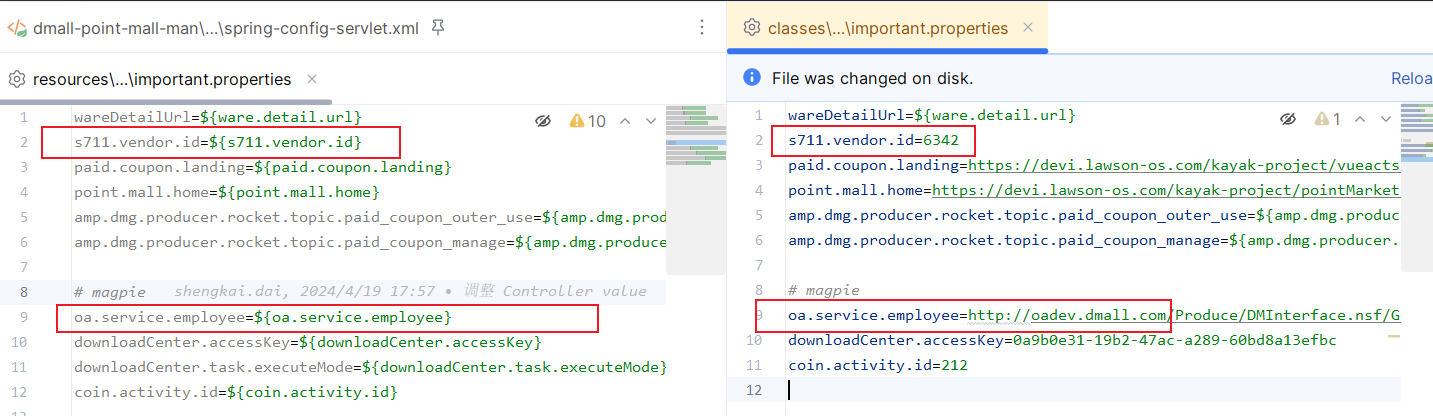 dmall-point-mall-man\...\spring-config-servlet.xml
resources\...\important.properties
10
1 wareDetailUrl=${ware.detail.url}
2 s711.vendor.id=${s711.vendor.id}
3 paid.coupon.landing=${paid.coupon.landing}
4 point.mall.home=${point.mall.home}
5 amp.dmg.producer.rocket.topic.paid_coupon_outer_use=${amp.dmg.prod
6 amp.dmg.producer.rocket.topic.paid_coupon_manage=${amp.dmg.produce
7
8 # magpie shengkai.dai, 2024/4/19 17:57 • 调整 Controller value
9 oa.service.employee=${oa.service.employee}
10 downloadCenter.accessKey=${downloadCenter.accessKey}
11 downloadCenter.task.executeMode=${downloadCenter.task.executeMode}
12 coin.activity.id=${coin.activity.id}
classes\...\important.properties
File was changed on disk.
Reloa
1
1 wareDetailUrl=${ware.detail.url}
2 s711.vendor.id=6342
3 paid.coupon.landing=https://devi.lawson-os.com/kayak-project/vueacts
4 point.mall.home=https://devi.lawson-os.com/kayak-project/pointMarket
5 amp.dmg.producer.rocket.topic.paid_coupon_outer_use=${amp.dmg.produc
6 amp.dmg.producer.rocket.topic.paid_coupon_manage=${amp.dmg.producer.
7
8 # magpie
9 oa.service.employee=http://oadev.dmall.com/Produce/DMInterface.nsf/G
10 downloadCenter.accessKey=0a9b0e31-19b2-47ac-a289-60bd8a13efbc
11 coin.activity.id=212
12